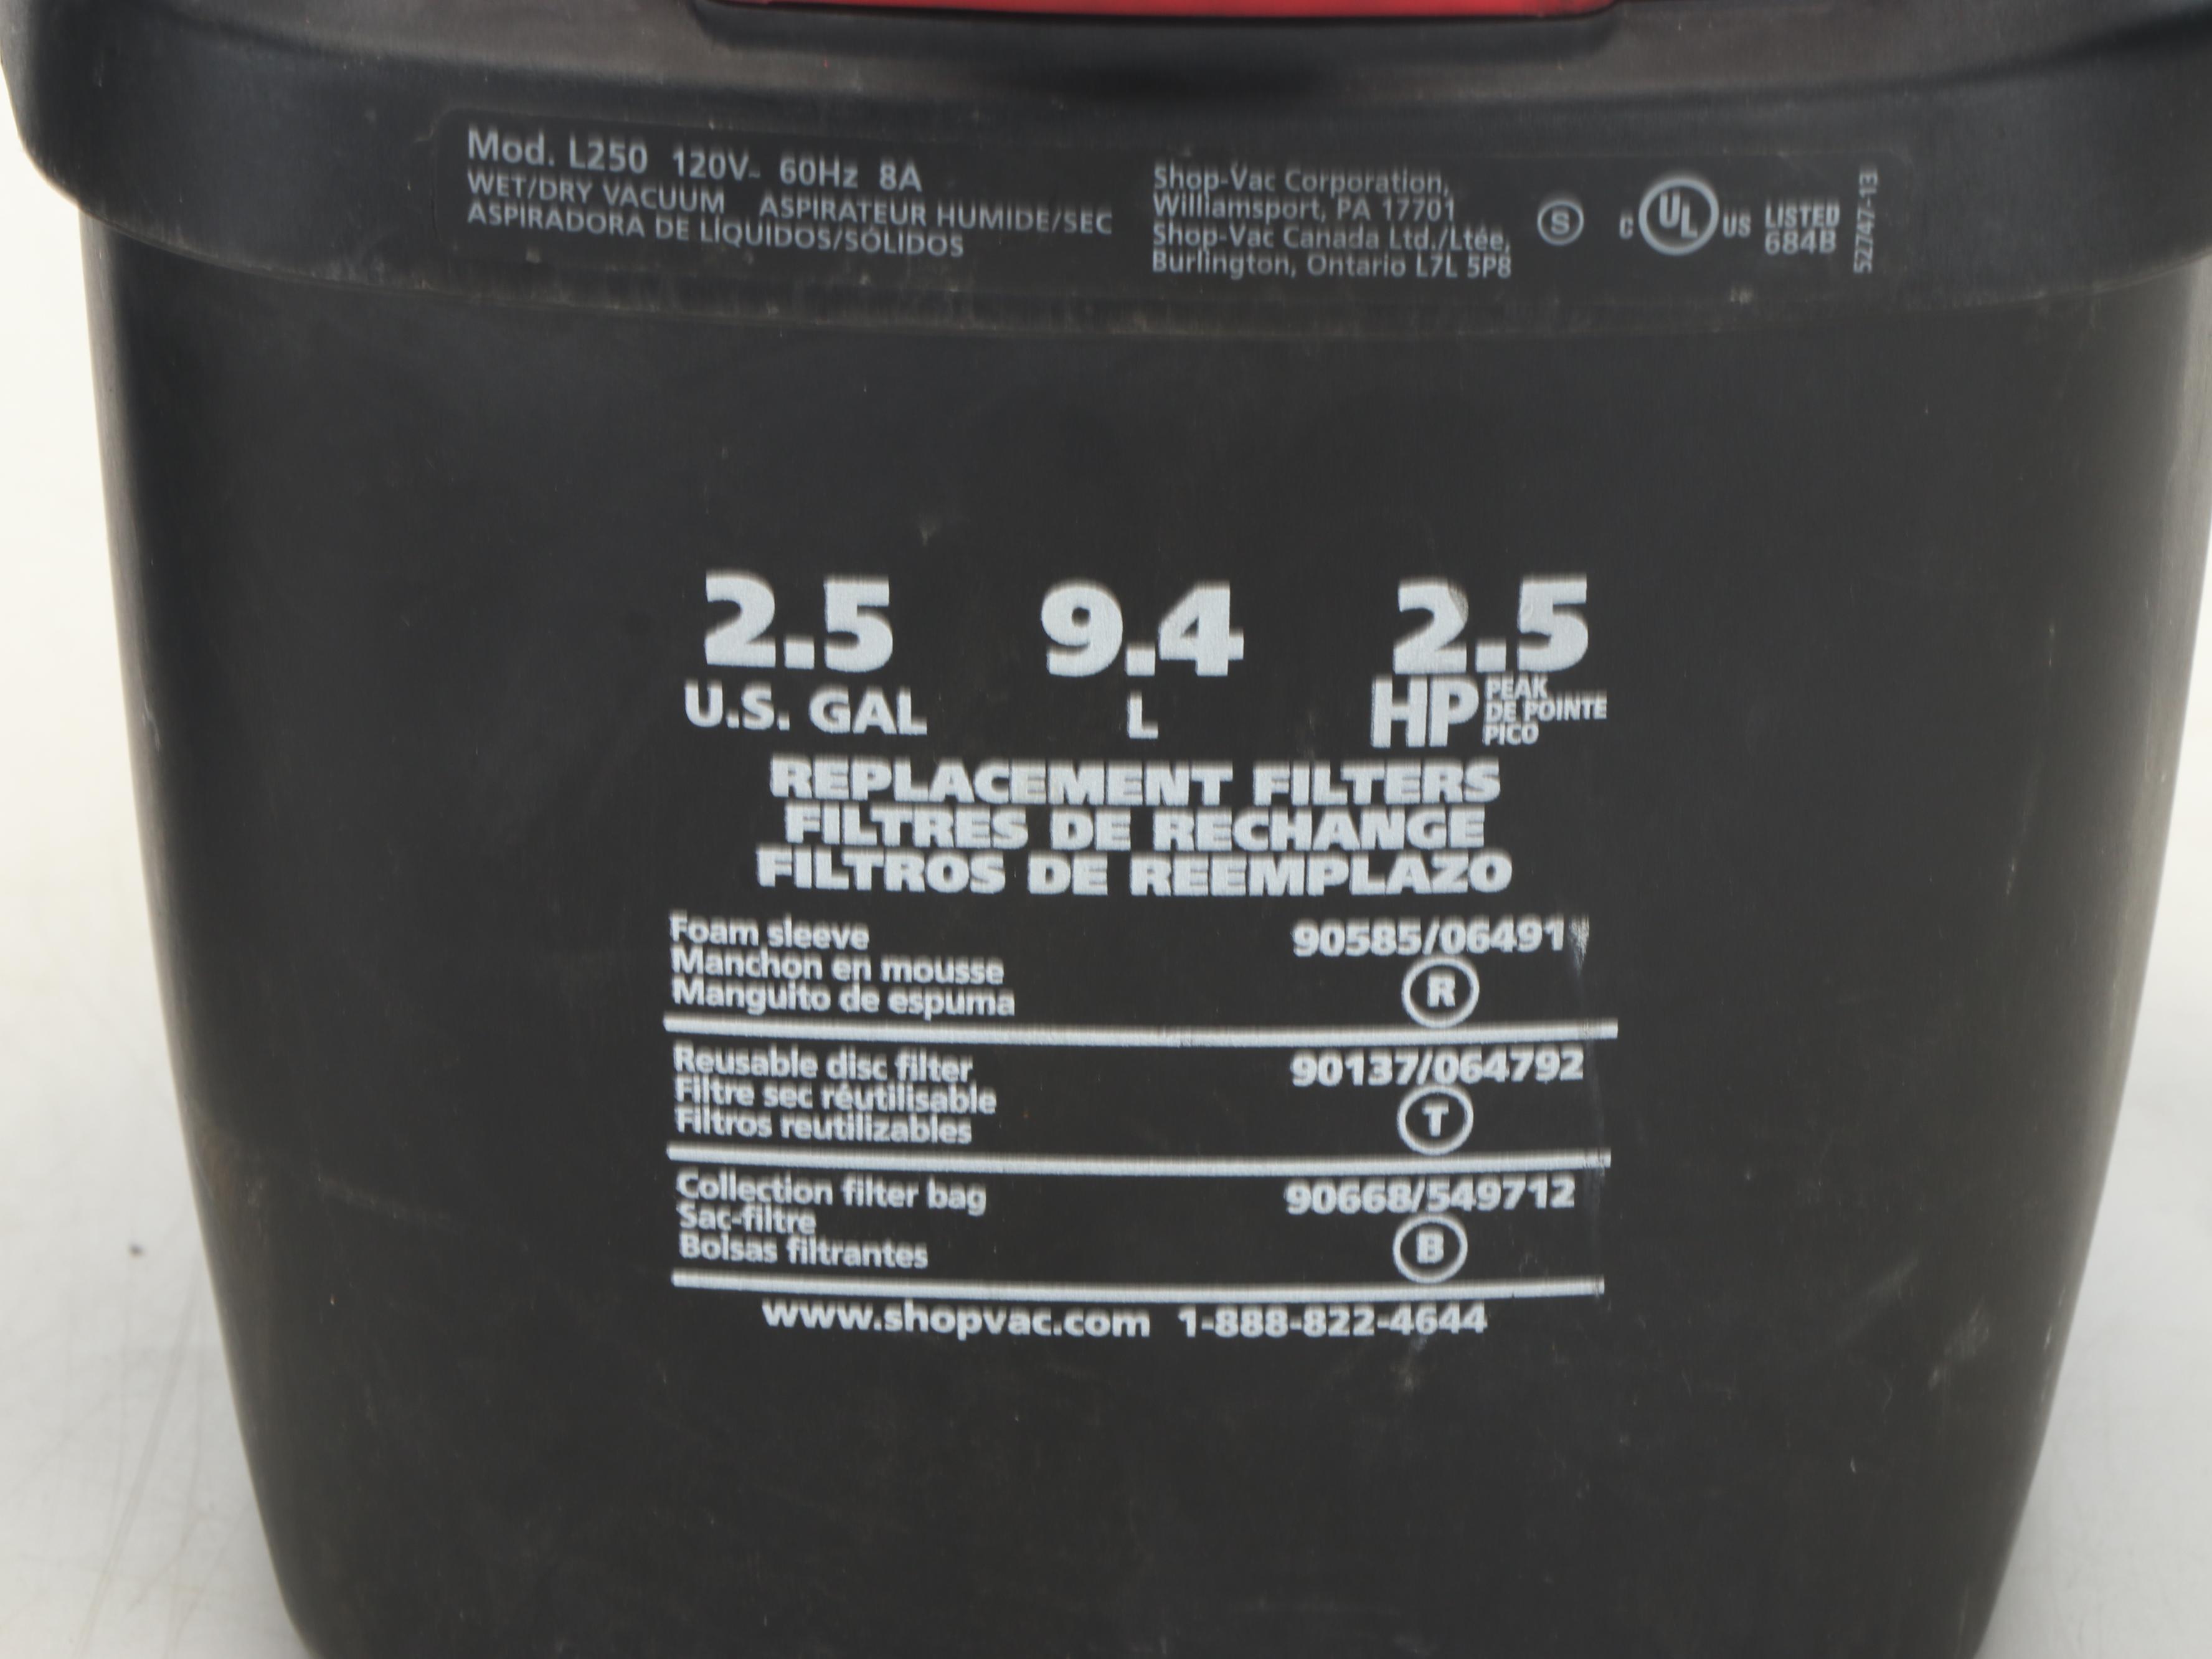 Mod. L250 120V~ 60Hz 8A
WET/DRY VACUUM ASPIRATEUR HUMIDE/SEC
ASPIRADORA DE LÍQUIDOS/SÓLIDOS
Shop-Vac Corporation,
Williamsport, PA 17701
Shop-Vac Canada Ltd./Ltée,
Burlington, Ontario L7L 5P8
S
C UL US LISTED
684B
52747-13
2.5 9.4 2.5
U.S. GAL L HP PEAK
DE POINTE
PICO
REPLACEMENT FILTERS
FILTRES DE RECHANGE
FILTROS DE REEMPLAZO
Foam sleeve 90585/06491
Manchon en mousse
Manguito de espuma R
Reusable disc filter 90137/064792
Filtre sec réutilisable
Filtros reutilizables T
Collection filter bag 90668/549712
Sac-filtre
Bolsas filtrantes B
www.shopvac.com 1-888-822-4644